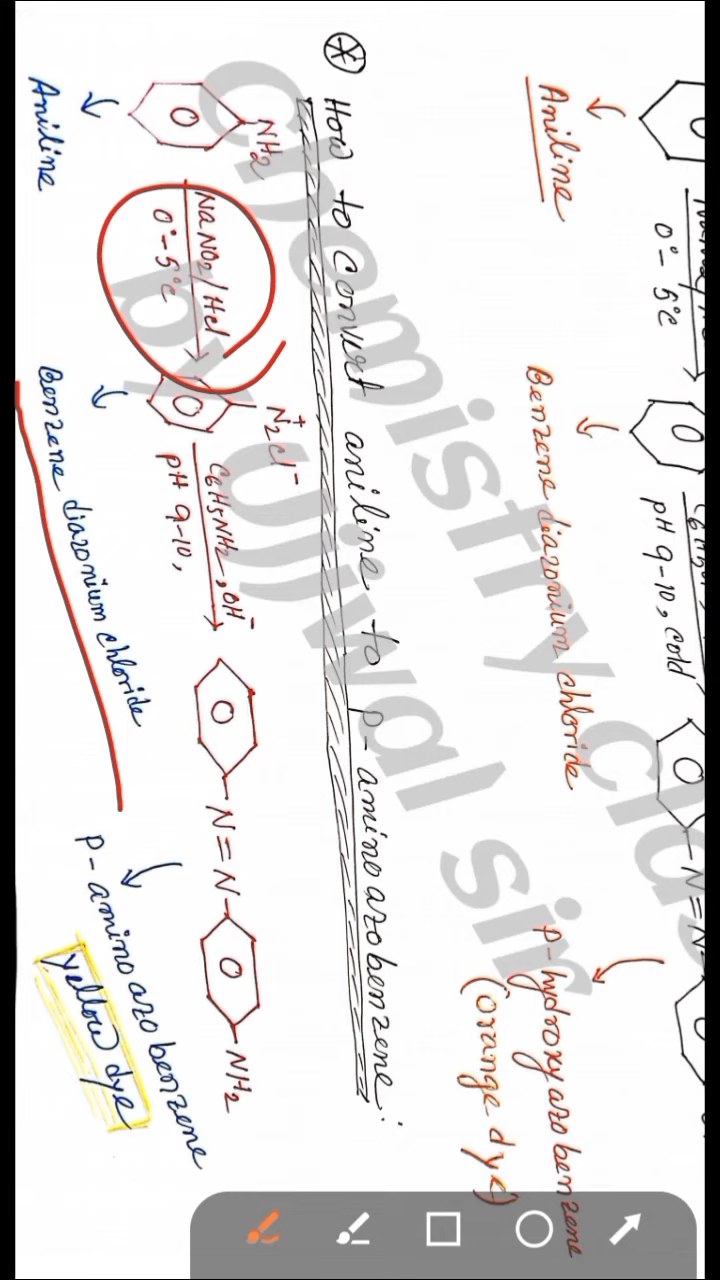 0°- 5°C
pH 9-10, cold
N=N
Aniline
Benzene diazonium chloride
P-hydroxy azo benzene
(orange dye)
* How to convert aniline to p-amino azo benzene:
NH2
NaNO2/HCl
0°-5°C
N2+Cl-
C6H5NH2, OH-
pH 9-10,
N=N
NH2
Aniline
Benzene diazonium chloride
P-amino azo benzene
yellow dye
Chemistry class
by Ujjwal sir